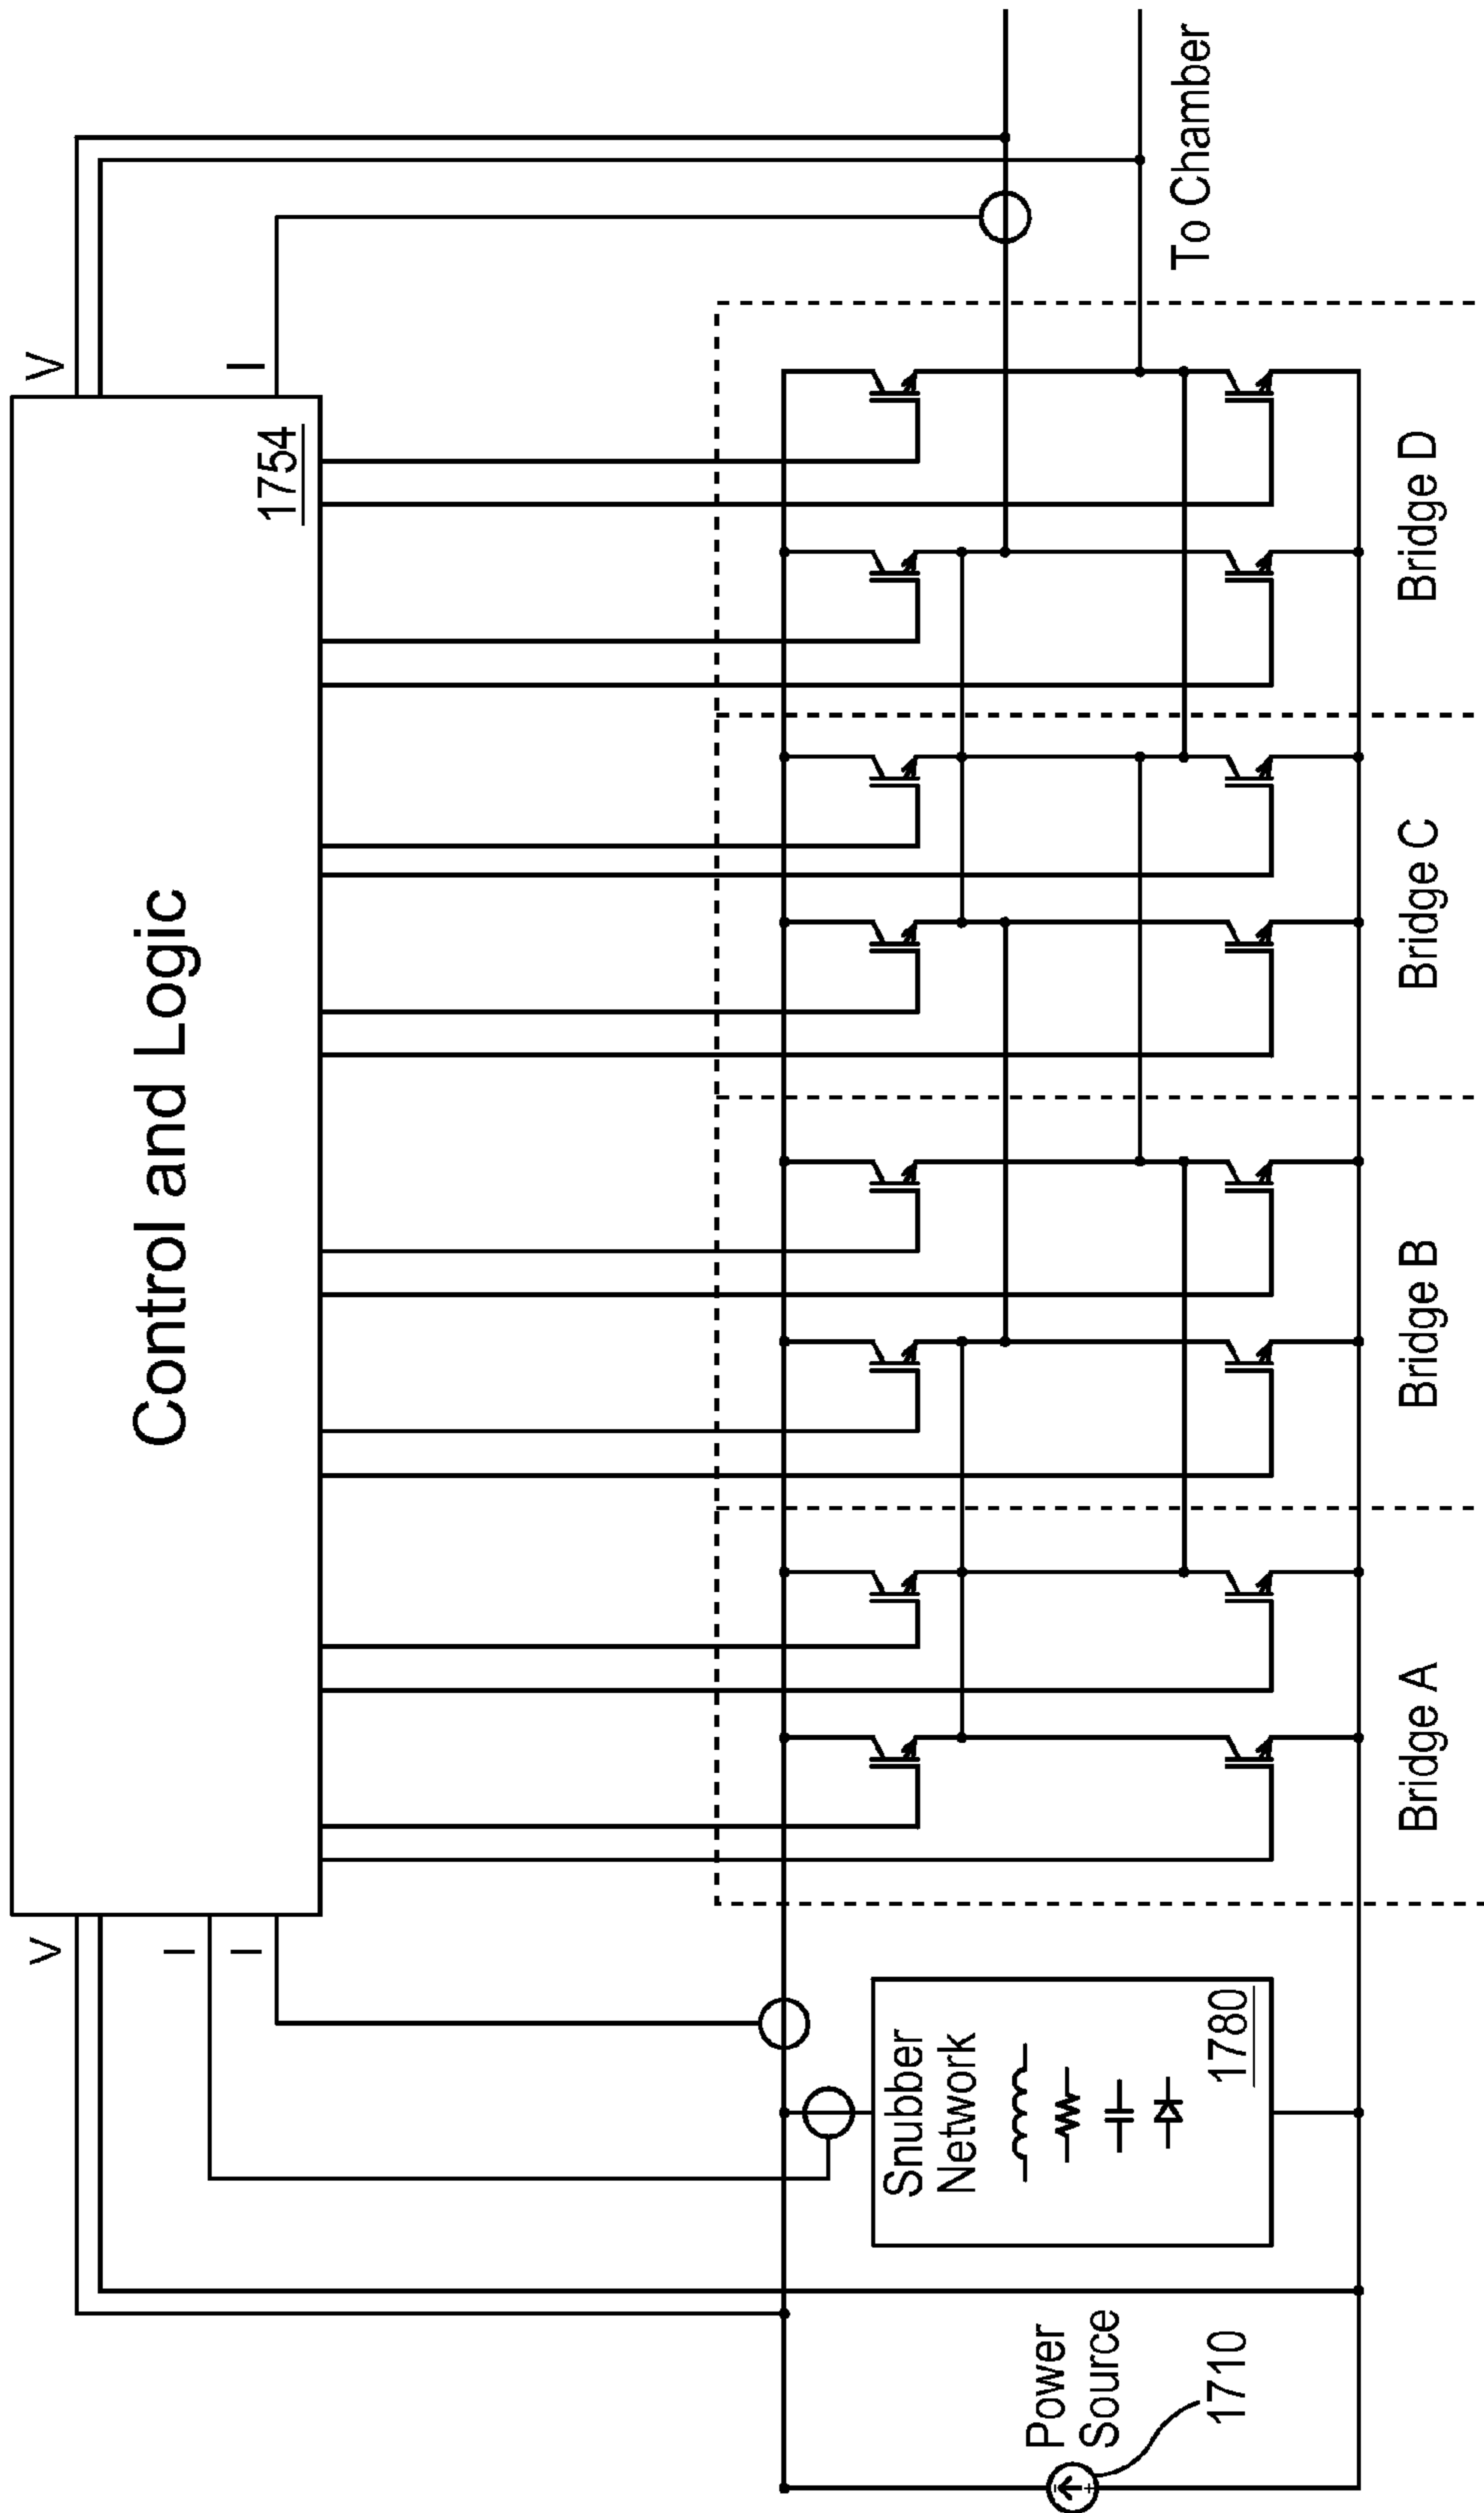 V
I
1754
Control and Logic
V
I
I
To Chamber
Snubber
Network
1780
Power
Source
1710
- +
Bridge A
Bridge B
Bridge C
Bridge D